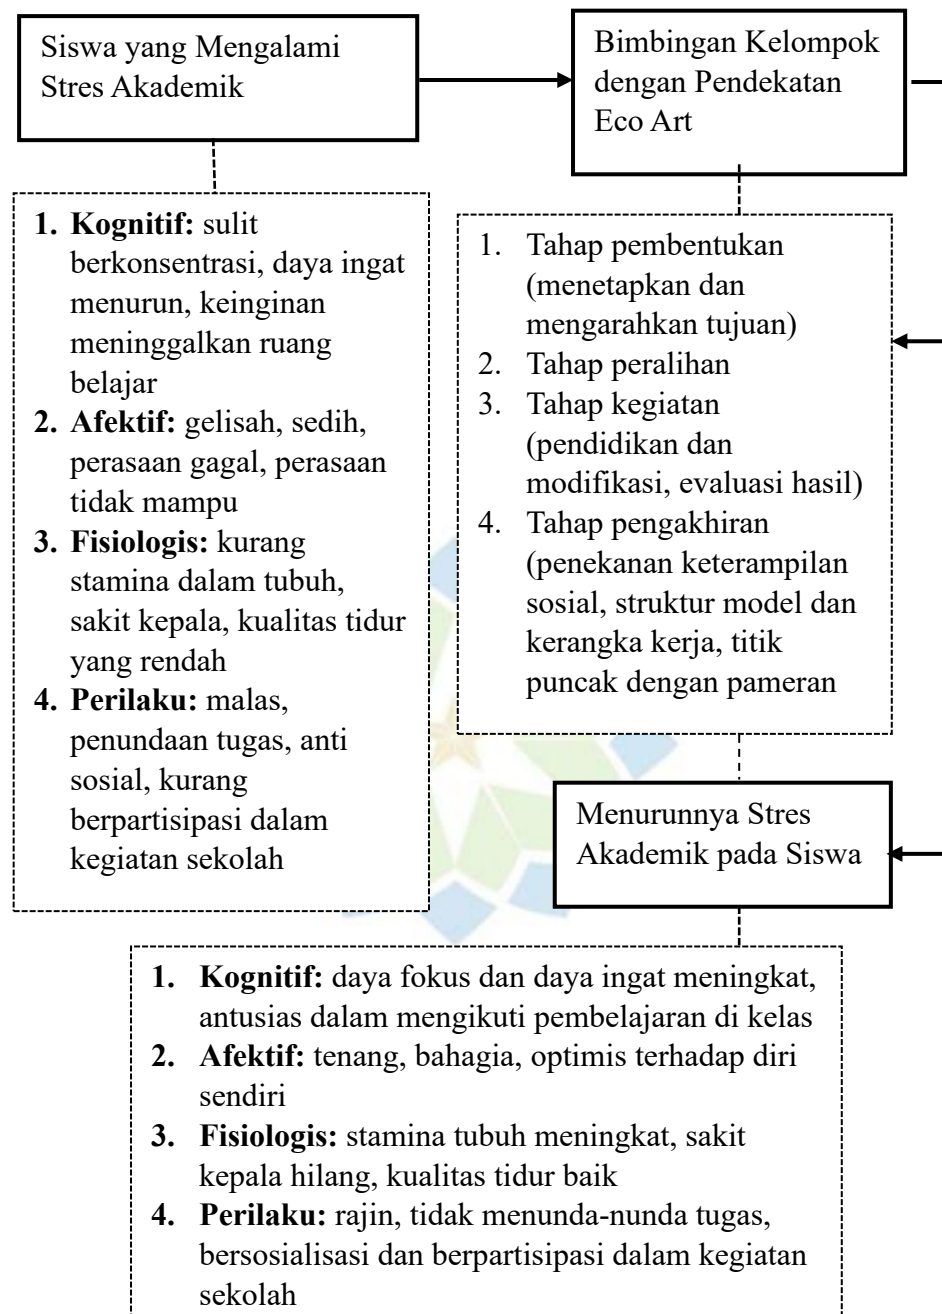 Siswa yang Mengalami
Stres Akademik
Bimbingan Kelompok
dengan Pendekatan
Eco Art
1. Kognitif: sulit
berkonsentrasi, daya ingat
menurun, keinginan
meninggalkan ruang
belajar
2. Afektif: gelisah, sedih,
perasaan gagal, perasaan
tidak mampu
3. Fisiologis: kurang
stamina dalam tubuh,
sakit kepala, kualitas tidur
yang rendah
4. Perilaku: malas,
penundaan tugas, anti
sosial, kurang
berpartisipasi dalam
kegiatan sekolah
1. Tahap pembentukan
(menetapkan dan
mengarahkan tujuan)
2. Tahap peralihan
3. Tahap kegiatan
(pendidikan dan
modifikasi, evaluasi hasil)
4. Tahap pengakhiran
(penekanan keterampilan
sosial, struktur model dan
kerangka kerja, titik
puncak dengan pameran
Menurunnya Stres
Akademik pada Siswa
1. Kognitif: daya fokus dan daya ingat meningkat,
antusias dalam mengikuti pembelajaran di kelas
2. Afektif: tenang, bahagia, optimis terhadap diri
sendiri
3. Fisiologis: stamina tubuh meningkat, sakit
kepala hilang, kualitas tidur baik
4. Perilaku: rajin, tidak menunda-nunda tugas,
bersosialisasi dan berpartisipasi dalam kegiatan
sekolah